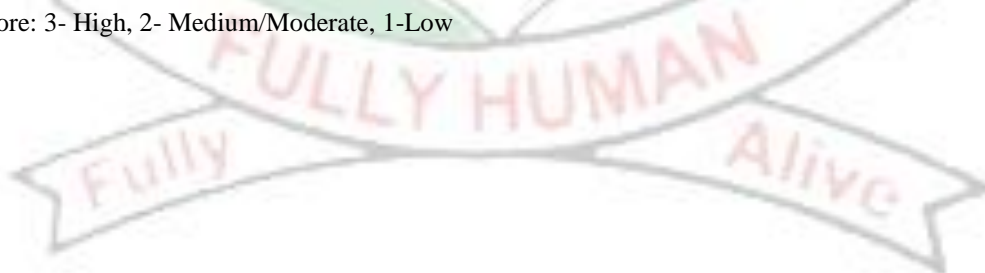 ore: 3- High, 2- Medium/Moderate, 1-Low
FULLY HUMAN
Fully Alive